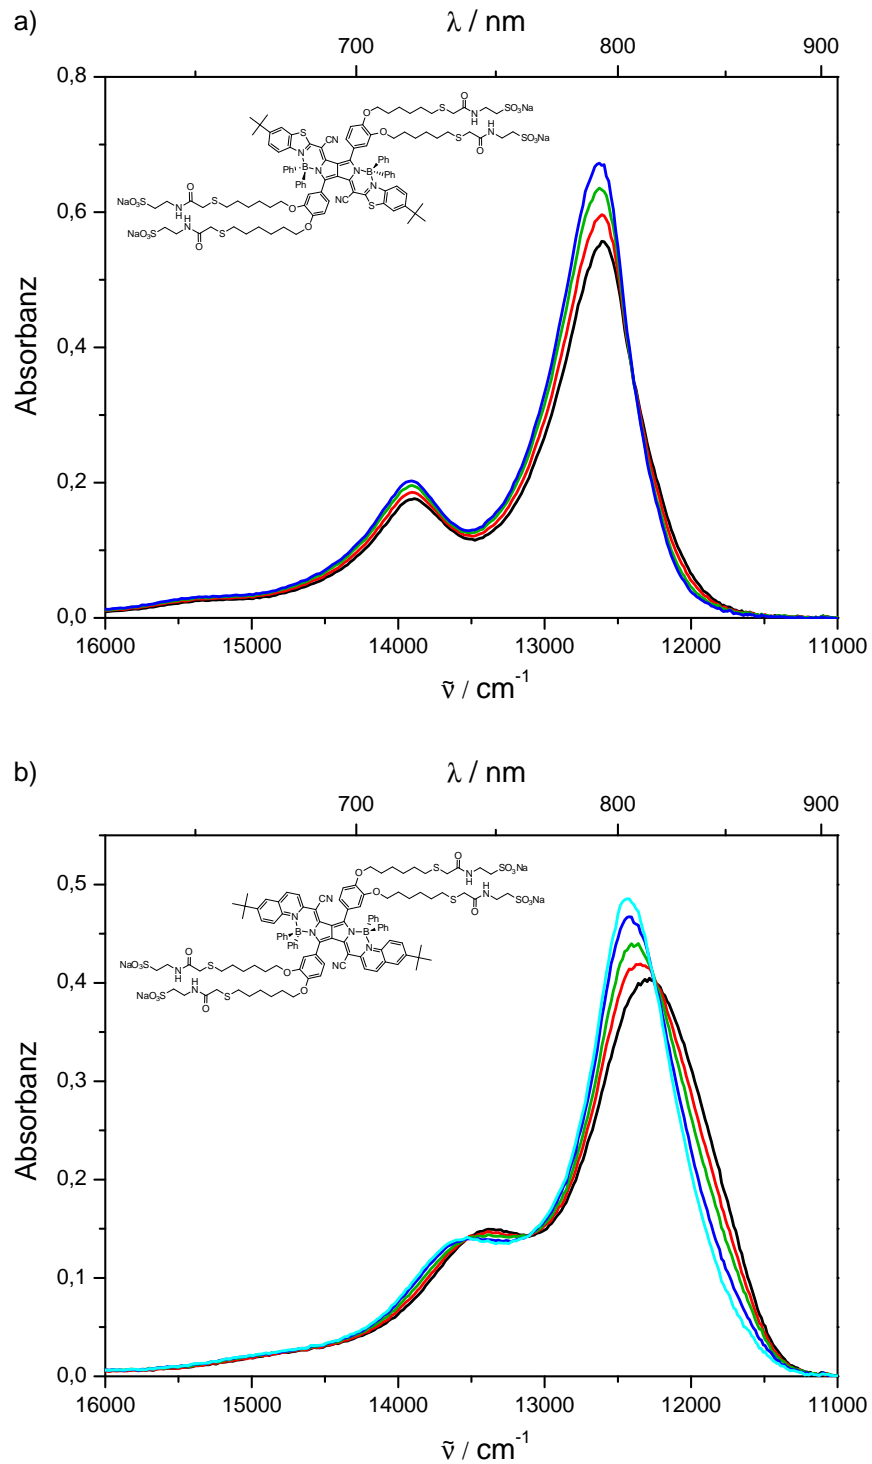 a)
λ / nm
700
800
900
0,8
0,6
0,4
0,2
0,0
Absorbanz
O
O
S
O
N
H
SO3Na
O
S
O
N
H
SO3Na
S
N
CN
Ph
Ph
B
N
N
B
Ph
Ph
N
S
CN
NaO3S
H
N
O
S
O
NaO3S
H
N
O
S
O
16000
15000
14000
13000
12000
11000
ṽ / cm-1
b)
λ / nm
700
800
900
0,5
0,4
0,3
0,2
0,1
0,0
Absorbanz
O
S
O
N
H
SO3Na
O
S
O
N
H
SO3Na
CN
N
Ph
Ph
B
N
N
B
Ph
Ph
N
CN
NaO3S
H
N
O
S
O
NaO3S
H
N
O
S
O
16000
15000
14000
13000
12000
11000
ṽ / cm-1